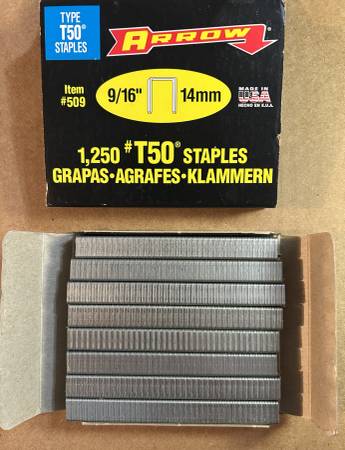 TYPE
T50®
STAPLES
ARROW
Item
#509
9/16"
14mm
MADE IN
USA
HECHO EN E.U.A.
1,250 #T50® STAPLES
GRAPAS•AGRAFES•KLAMMERN